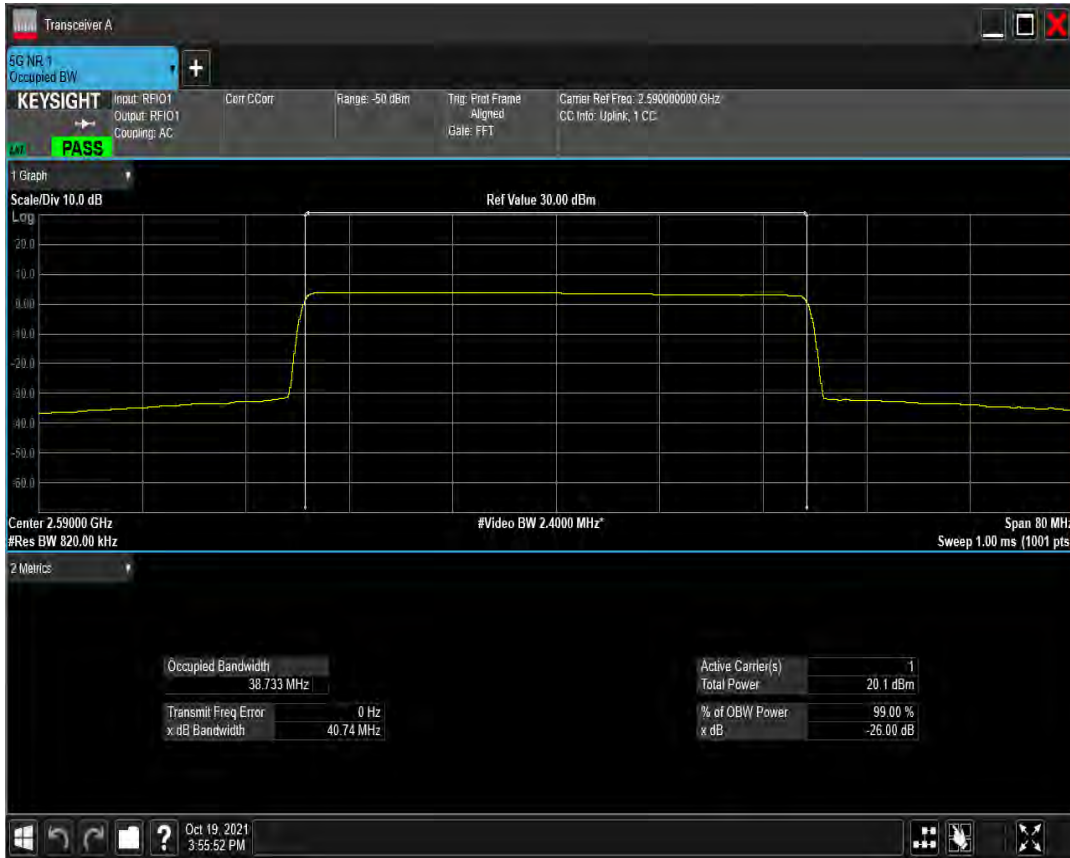 Transceiver A
5G NR 1
Occupied BW
+
KEYSIGHT
PASS
Input: RFIO1
Output: RFIO1
Coupling: AC
Corr CCorr
Range: -50 dBm
Trig: Prot Frame
Aligned
Gate: FFT
Carrier Ref Freq: 2.590000000 GHz
CC Info: Uplink, 1 CC
1 Graph
Scale/Div 10.0 dB
Ref Value 30.00 dBm
Log
20.0
10.0
0.00
-10.0
-20.0
-30.0
-40.0
-50.0
-60.0
Center 2.59000 GHz
#Video BW 2.4000 MHz*
Span 80 MHz
#Res BW 820.00 kHz
Sweep 1.00 ms (1001 pts
2 Metrics
Occupied Bandwidth
38.733 MHz
Transmit Freq Error 0 Hz
x dB Bandwidth 40.74 MHz
Active Carrier(s) 1
Total Power 20.1 dBm
% of OBW Power 99.00 %
x dB -26.00 dB
?
Oct 19, 2021
3:55:52 PM